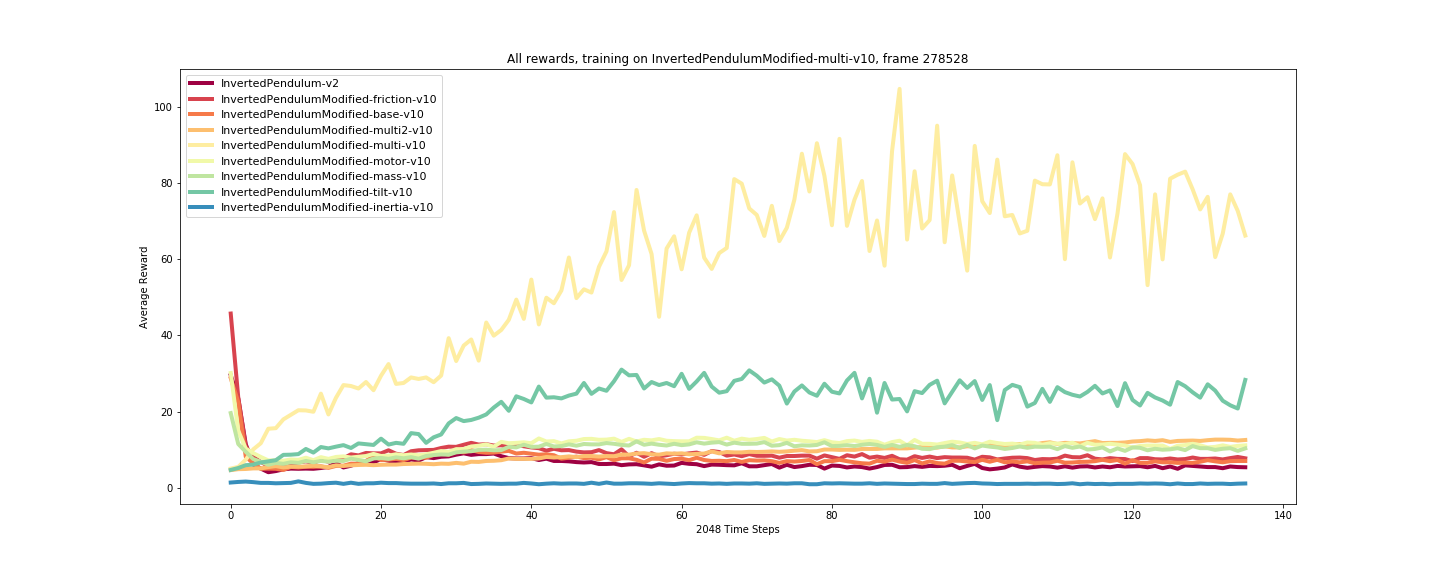 All rewards, training on InvertedPendulumModified-multi-v10, frame 278528
InvertedPendulum-v2
InvertedPendulumModified-friction-v10
InvertedPendulumModified-base-v10
InvertedPendulumModified-multi2-v10
InvertedPendulumModified-multi-v10
InvertedPendulumModified-motor-v10
InvertedPendulumModified-mass-v10
InvertedPendulumModified-tilt-v10
InvertedPendulumModified-inertia-v10
100
80
60
40
20
0
Average Reward
0 20 40 60 80 100 120 140
2048 Time Steps